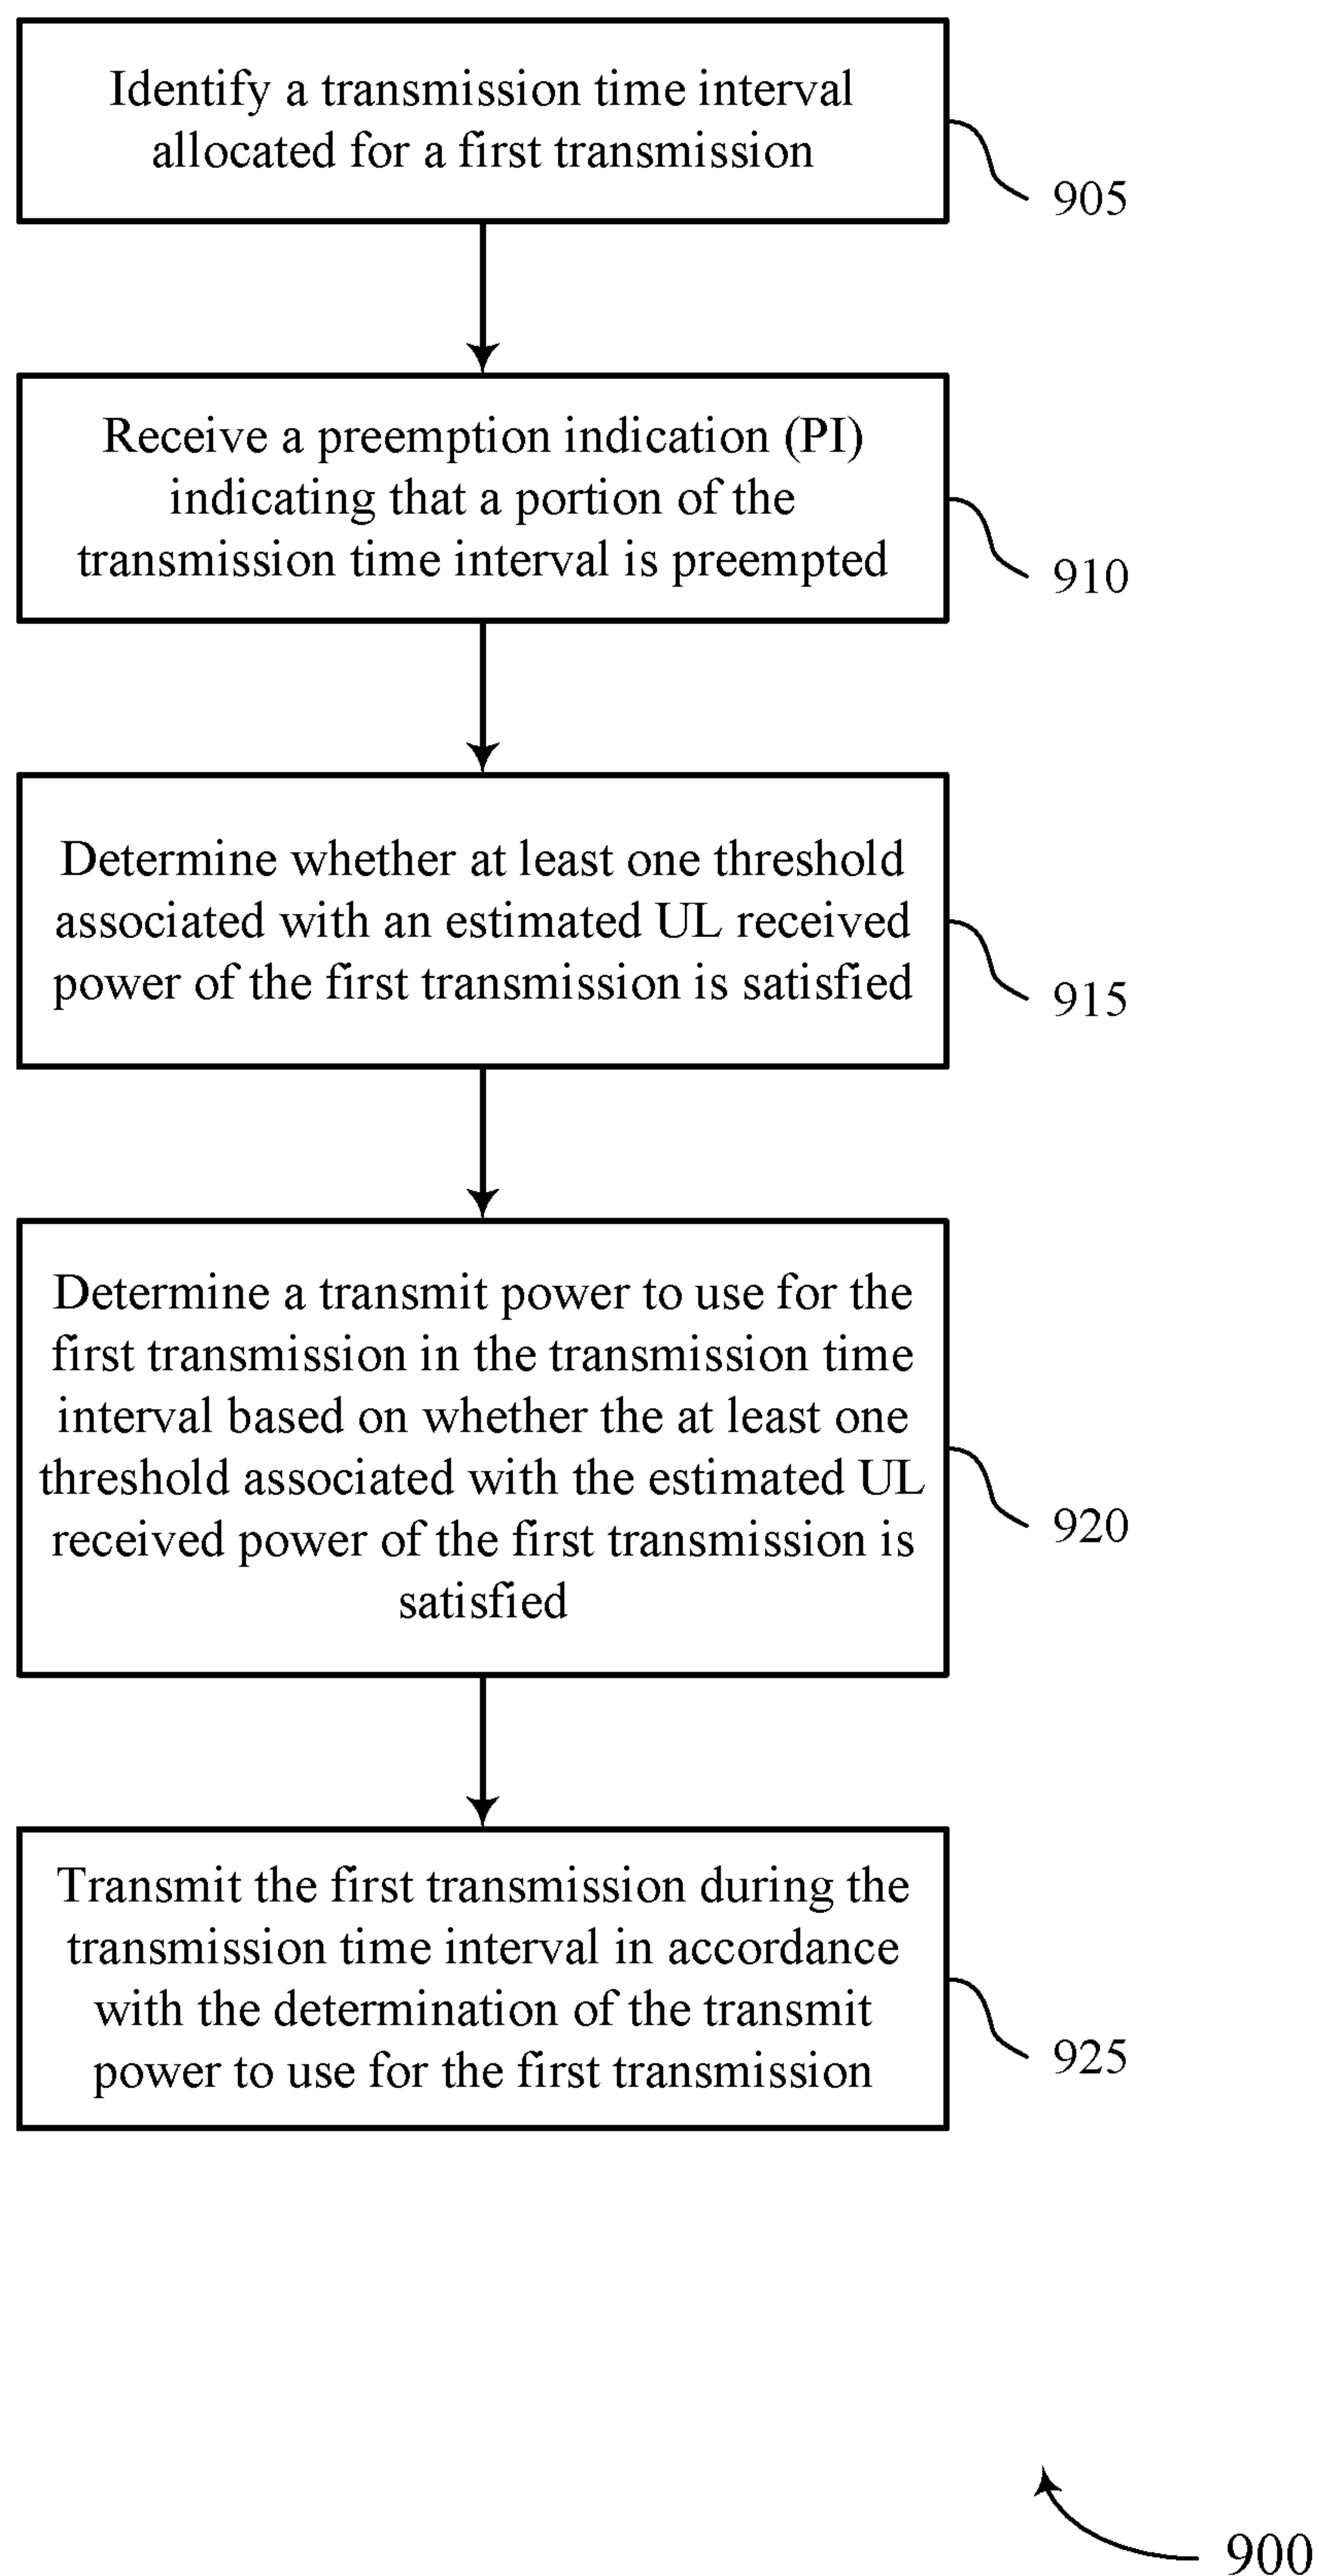 Identify a transmission time interval
allocated for a first transmission
905
Receive a preemption indication (PI)
indicating that a portion of the
transmission time interval is preempted
910
Determine whether at least one threshold
associated with an estimated UL received
power of the first transmission is satisfied
915
Determine a transmit power to use for the
first transmission in the transmission time
interval based on whether the at least one
threshold associated with the estimated UL
received power of the first transmission is
satisfied
920
Transmit the first transmission during the
transmission time interval in accordance
with the determination of the transmit
power to use for the first transmission
925
900